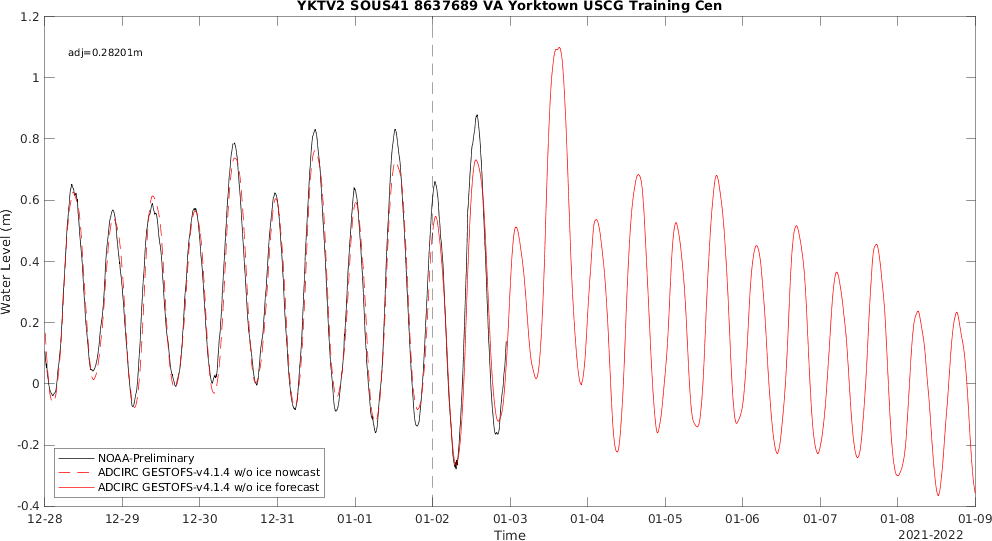 YKTV2 SOUS41 8637689 VA Yorktown USCG Training Cen
adj=0.28201m
Water Level (m)
1.2
1
0.8
0.6
0.4
0.2
0
-0.2
-0.4
NOAA-Preliminary
ADCIRC GESTOFS-v4.1.4 w/o ice nowcast
ADCIRC GESTOFS-v4.1.4 w/o ice forecast
12-28 12-29 12-30 12-31 01-01 01-02 01-03 01-04 01-05 01-06 01-07 01-08 01-09
Time
2021-2022